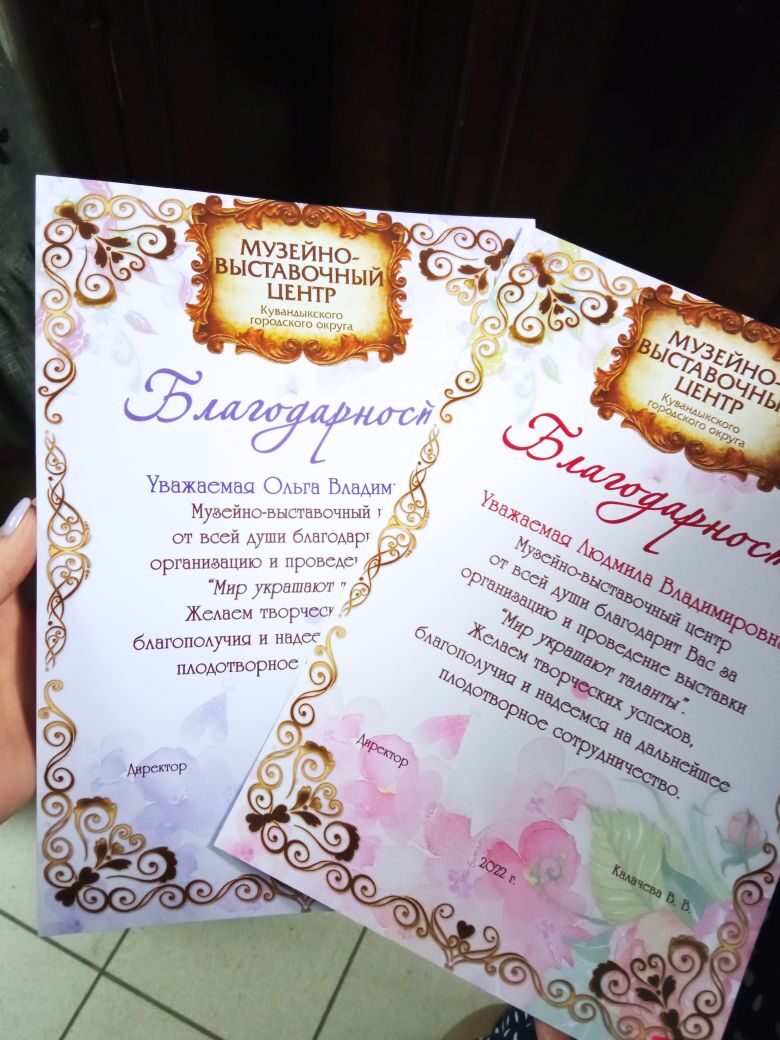 МУЗЕЙНО-
ВЫСТАВОЧНЫЙ
ЦЕНТР
Кувандыкского
городского округа
Благодарност
Уважаемая Ольга Владим
Музейно-выставочный
от всей души благодари
организацию и проведе
"Мир украшают
Желаем творческ
благополучия и надее
плодотворное
Директор
МУЗЕЙНО-
ВЫСТАВОЧНЫ
ЦЕНТР
Кувандыкского
городского округа
Благодарност
Уважаемая Людмила Владимировна
Музейно-выставочный центр
от всей души благодарит Вас за
организацию и проведение выставки
"Мир украшают таланты".
Желаем творческих успехов,
благополучия и надеемся на дальнейшее
плодотворное сотрудничество.
Директор
2022 г.
Калачева В. В.